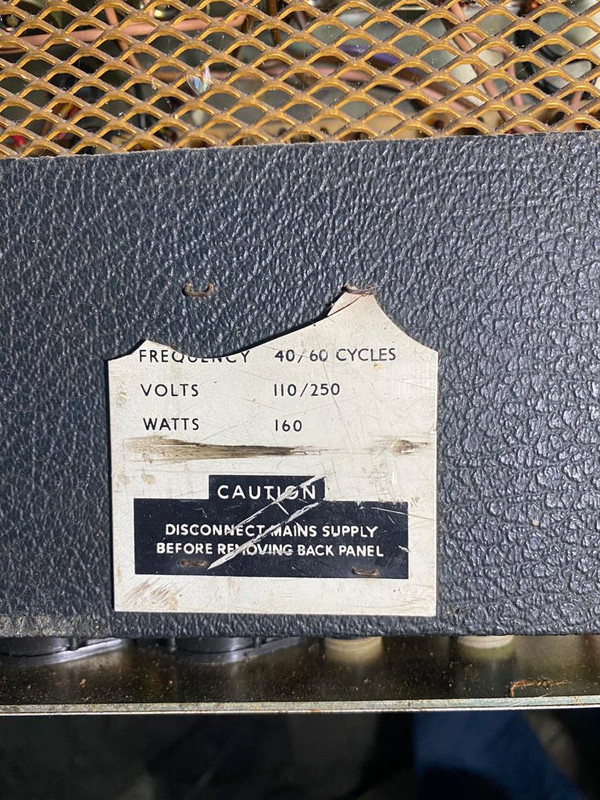 FREQUENCY 40/60 CYCLES
VOLTS 110/250
WATTS 160
CAUTION
DISCONNECT MAINS SUPPLY
BEFORE REMOVING BACK PANEL